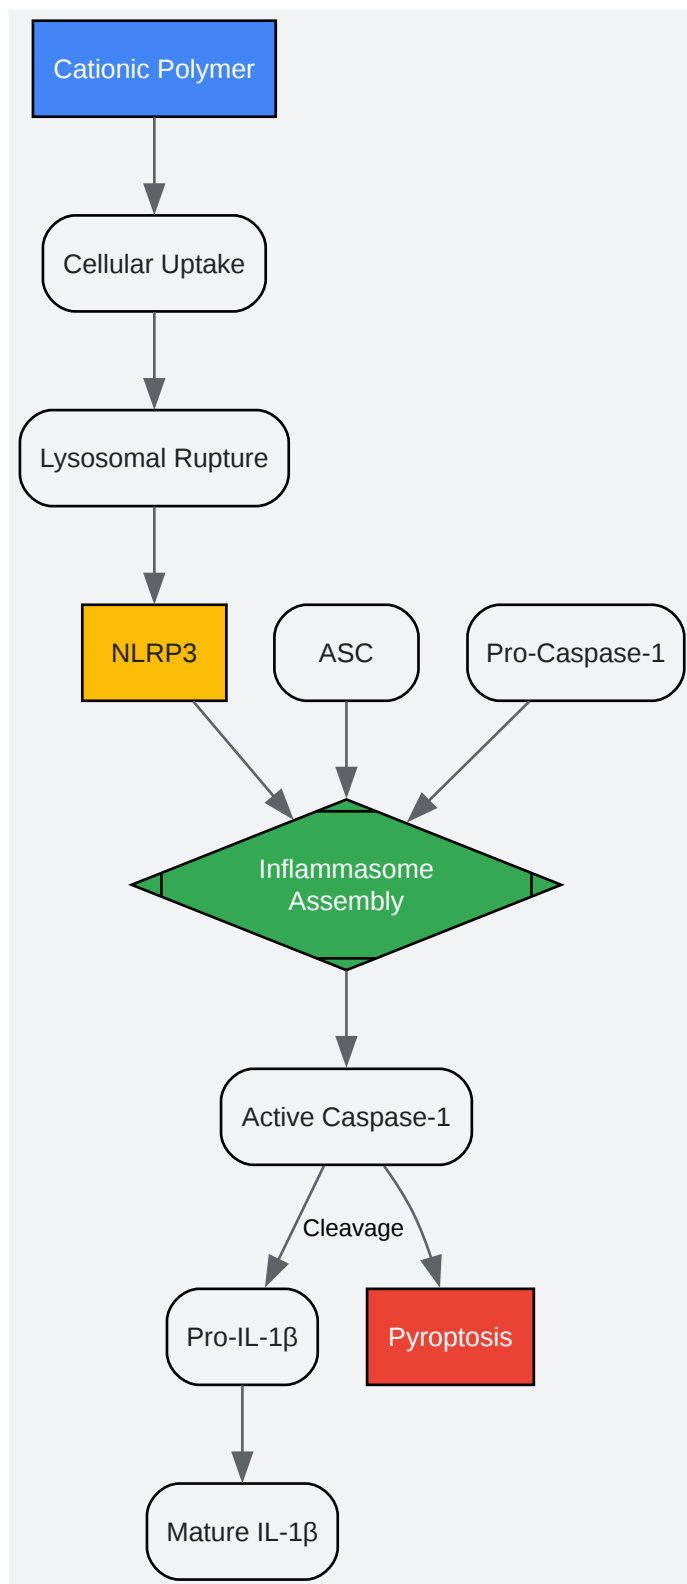 Cationic Polymer
Cellular Uptake
Lysosomal Rupture
NLRP3
ASC
Pro-Caspase-1
Inflammasome
Assembly
Active Caspase-1
Cleavage
Pro-IL-1β
Pyroptosis
Mature IL-1β